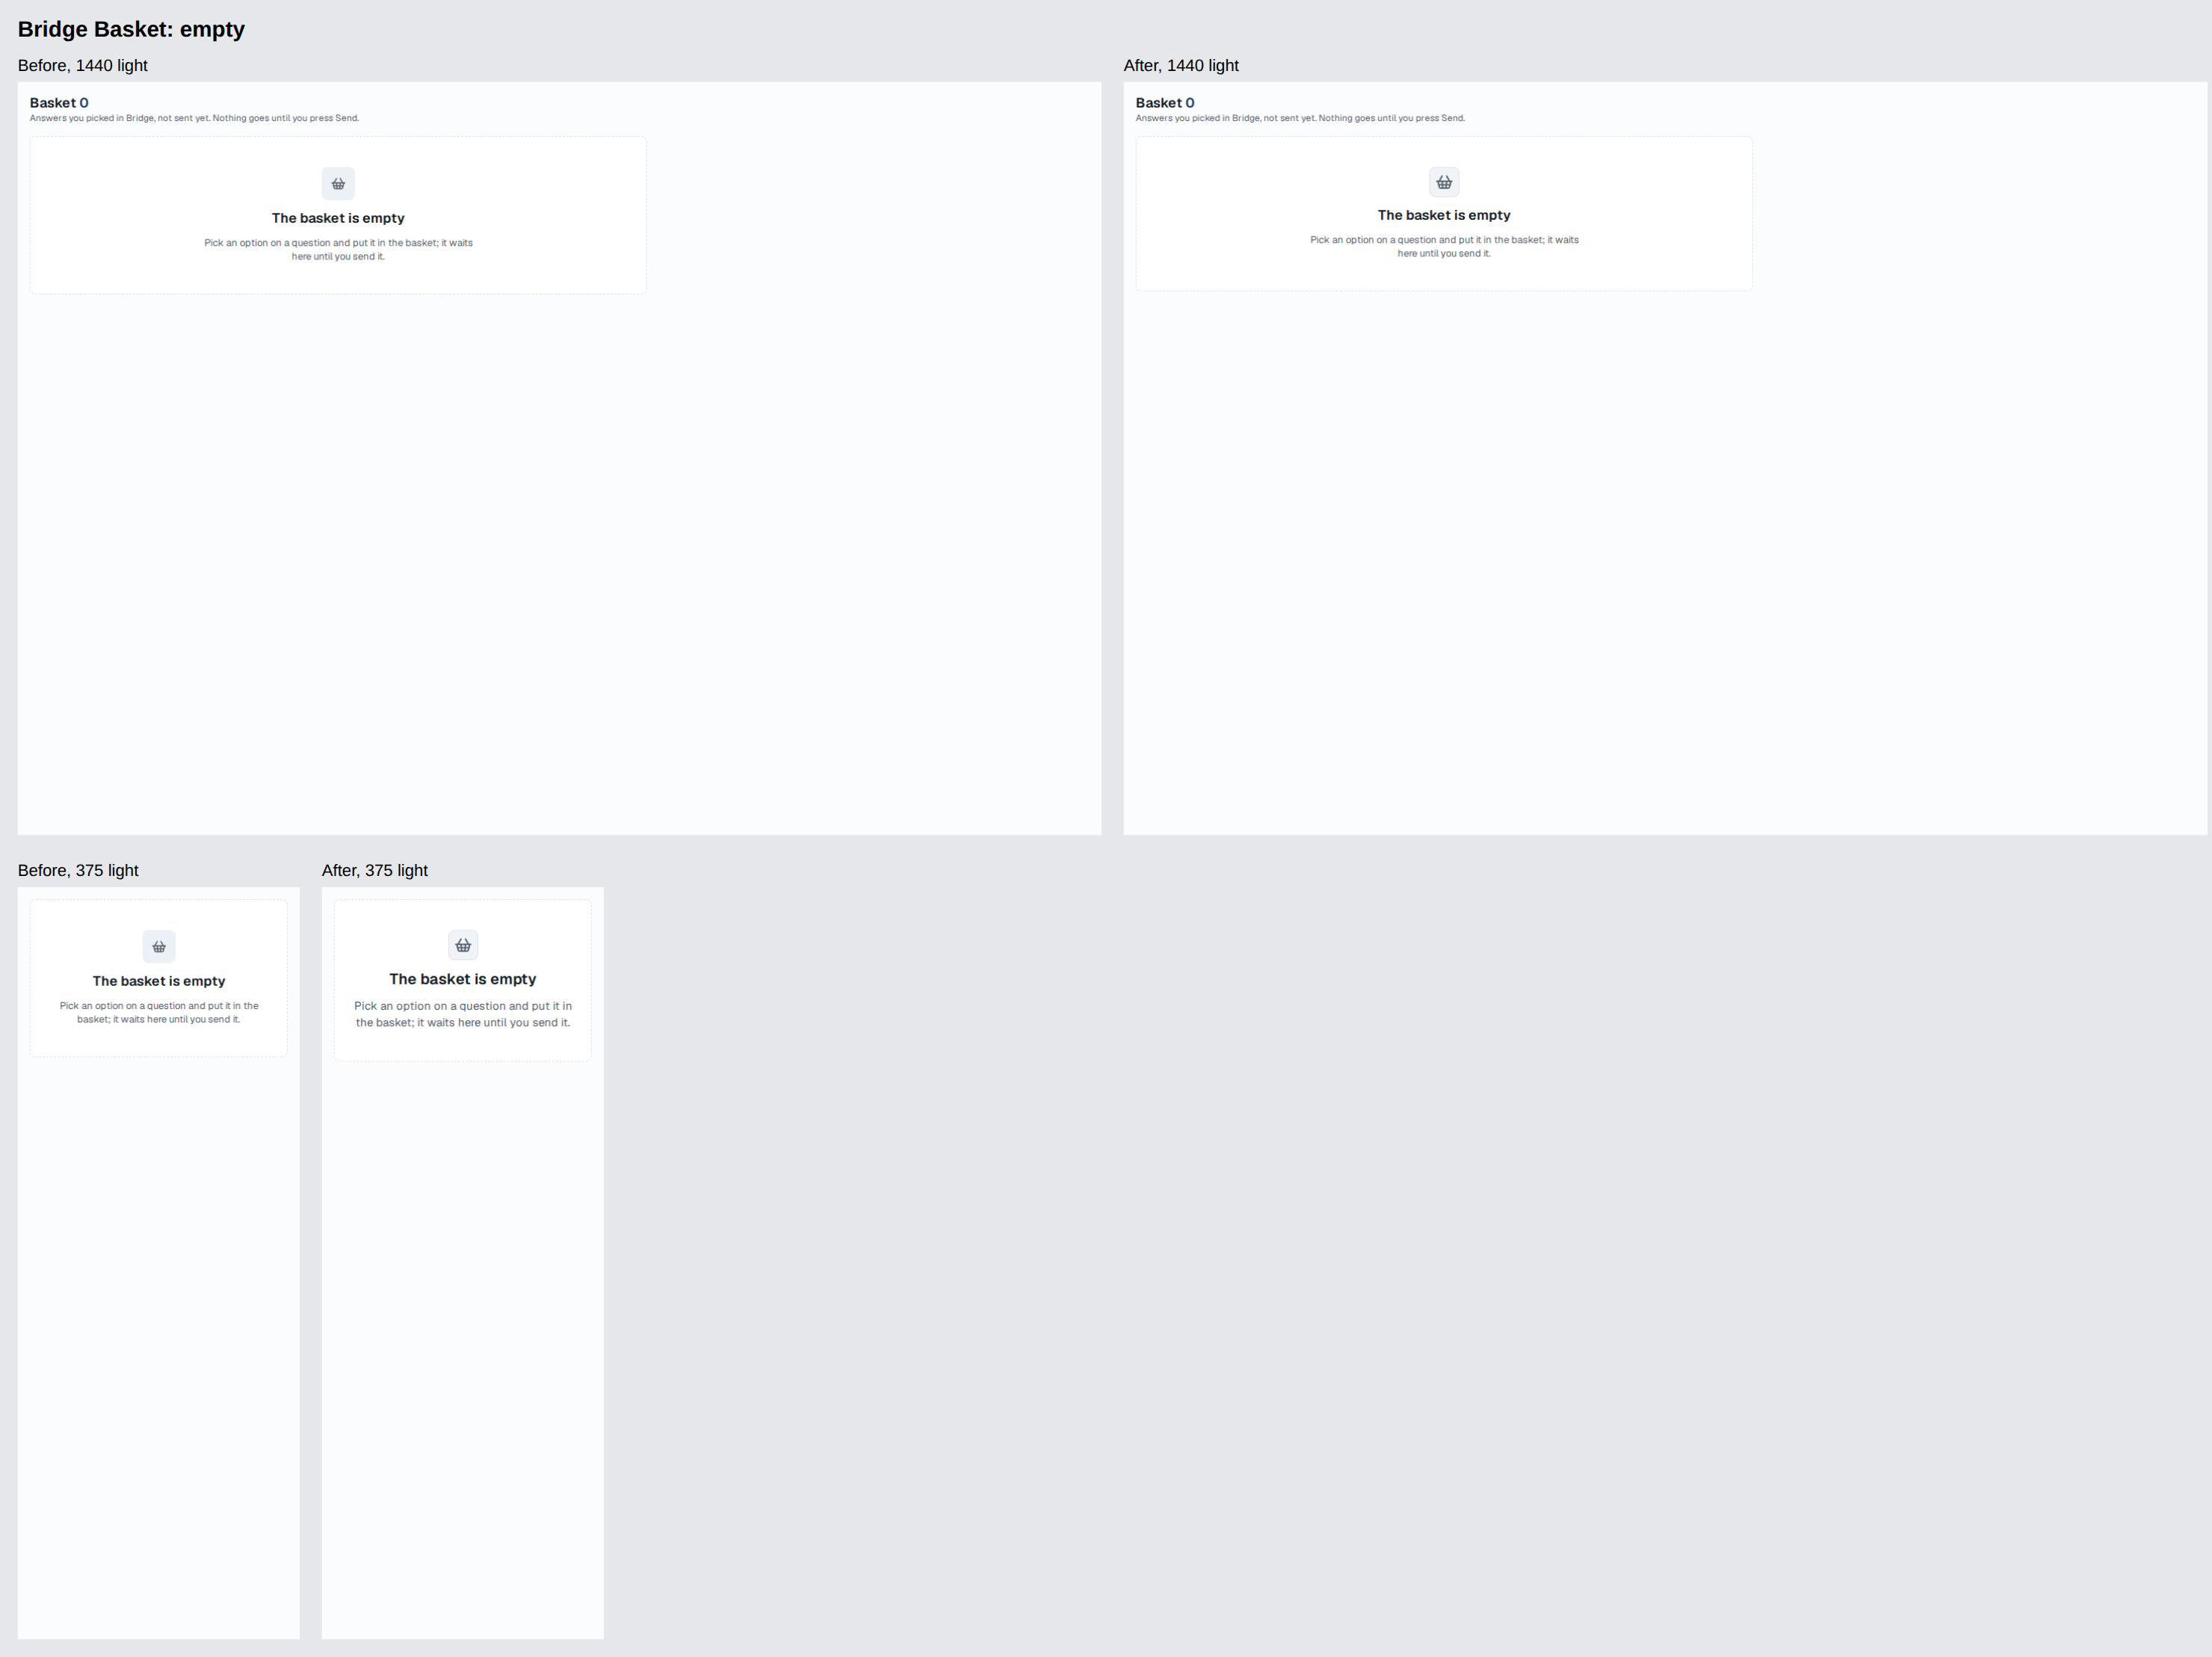 Bridge Basket: empty
Before, 1440 light
Basket 0
Answers you picked in Bridge, not sent yet. Nothing goes until you press Send.
The basket is empty
Pick an option on a question and put it in the basket; it waits
here until you send it.
After, 1440 light
Basket 0
Answers you picked in Bridge, not sent yet. Nothing goes until you press Send.
The basket is empty
Pick an option on a question and put it in the basket; it waits
here until you send it.
Before, 375 light
The basket is empty
Pick an option on a question and put it in the
basket; it waits here until you send it.
After, 375 light
The basket is empty
Pick an option on a question and put it in
the basket; it waits here until you send it.